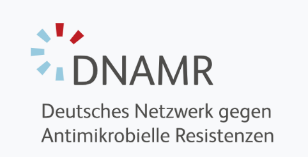 DNAMR
Deutsches Netzwerk gegen
Antimikrobielle Resistenzen